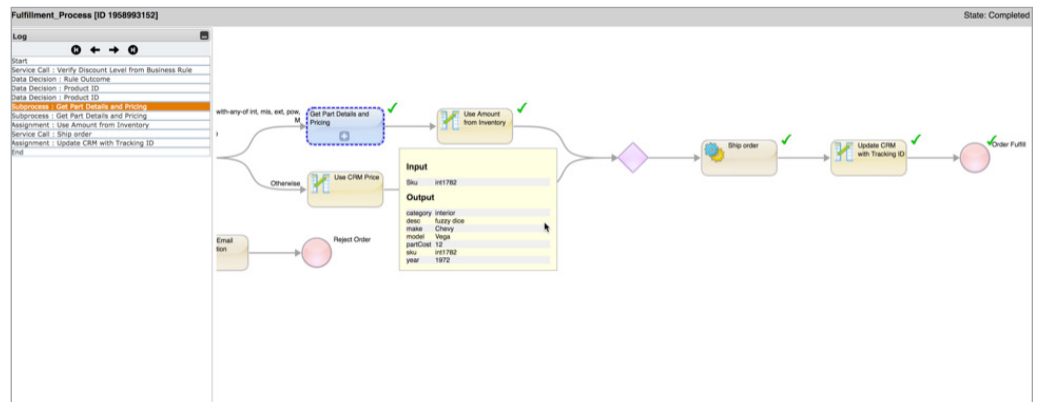 Fulfillment_Process [ID 1958993152]
State: Completed
Log
Start
Service Call : Verify Discount Level from Business Rule
Data Decision : Rule Outcome
Data Decision : Product ID
Data Decision : Product ID
Subprocess : Get Part Details and Pricing
Subprocess : Get Part Details and Pricing
Assignment : Use Amount from Inventory
Service Call : Ship order
Assignment : Update CRM with Tracking ID
End
with-any-of int, mis, ext, pow,
M
Get Part Details and
Pricing
Use Amount
from Inventory
Otherwise
Use CRM Price
Ship order
Update CRM
with Tracking ID
Order Fulfill
Email
tion
Reject Order
Input
Sku int1782
Output
category interior
desc fuzzy dice
make Chevy
model Vega
partCost 12
sku int1782
year 1972